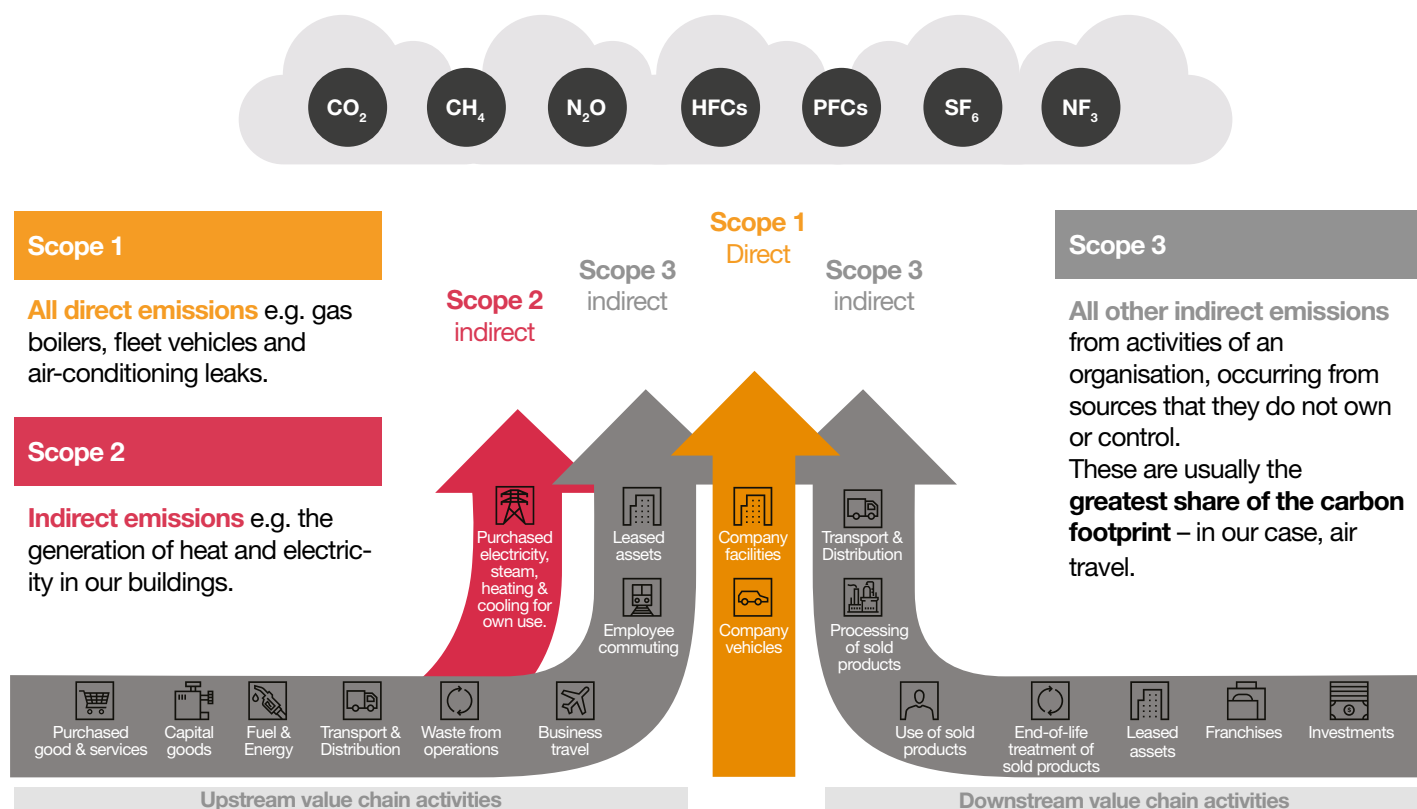 CO₂
CH₄
N₂O
HFCs
PFCs
SF₆
NF₃
Scope 1
All direct emissions e.g. gas
boilers, fleet vehicles and
air-conditioning leaks.
Scope 2
Indirect emissions e.g. the
generation of heat and electric-
ity in our buildings.
Scope 2
indirect
Scope 3
indirect
Scope 1
Direct
Scope 3
indirect
Scope 3
All other indirect emissions
from activities of an
organisation, occurring from
sources that they do not own
or control.
These are usually the
greatest share of the carbon
footprint – in our case, air
travel.
Purchased
electricity,
steam,
heating &
cooling for
own use.
Leased
assets
Employee
commuting
Company
facilities
Company
vehicles
Transport &
Distribution
Processing
of sold
products
Purchased
good & services
Capital
goods
Fuel &
Energy
Transport &
Distribution
Waste from
operations
Business
travel
Use of sold
products
End-of-life
treatment of
sold products
Leased
assets
Franchises
Investments
Upstream value chain activities
Downstream value chain activities